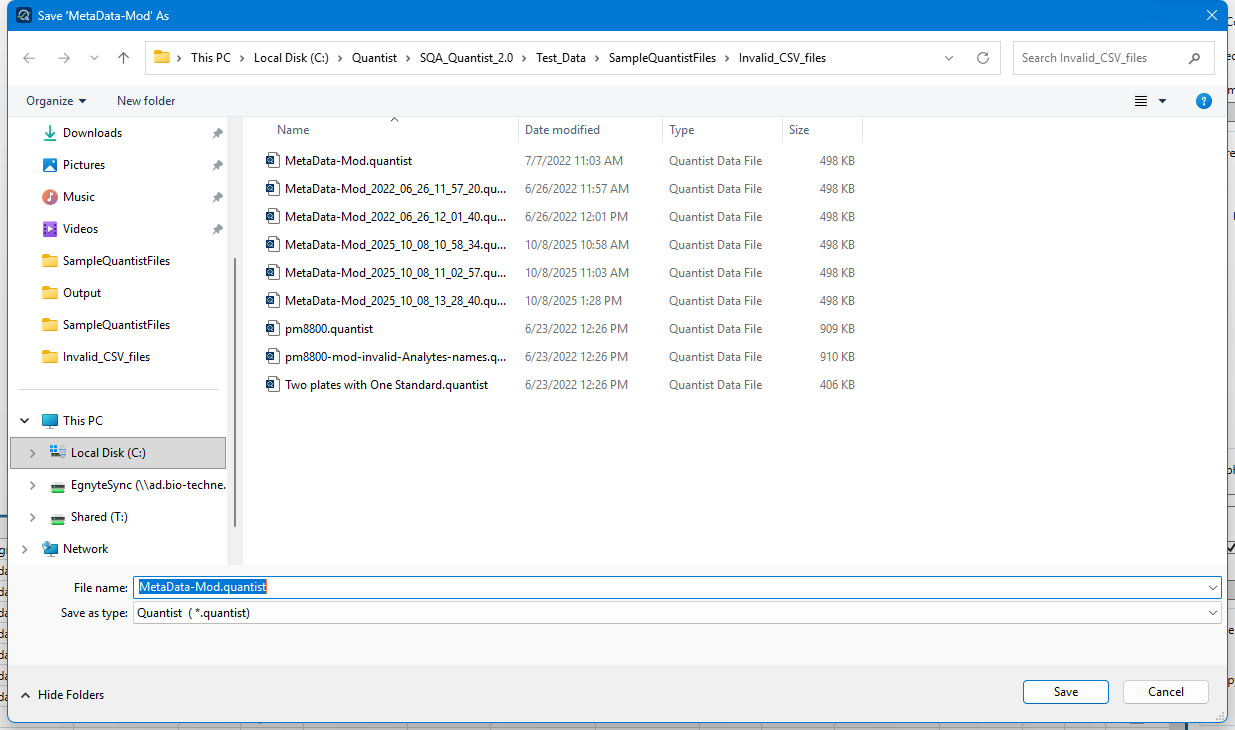 Save 'MetaData-Mod' As
This PC > Local Disk (C:) > Quantist > SQA_Quantist_2.0 > Test_Data > SampleQuantistFiles > Invalid_CSV_files
Search Invalid_CSV_files
Organize New folder
Downloads
Pictures
Music
Videos
SampleQuantistFiles
Output
SampleQuantistFiles
Invalid_CSV_files
This PC
Local Disk (C:)
EgnyteSync (\\ad.bio-techne.
Shared (T:)
Network
Name Date modified Type Size
MetaData-Mod.quantist 7/7/2022 11:03 AM Quantist Data File 498 KB
MetaData-Mod_2022_06_26_11_57_20.qu... 6/26/2022 11:57 AM Quantist Data File 498 KB
MetaData-Mod_2022_06_26_12_01_40.qu... 6/26/2022 12:01 PM Quantist Data File 498 KB
MetaData-Mod_2025_10_08_10_58_34.qu... 10/8/2025 10:58 AM Quantist Data File 498 KB
MetaData-Mod_2025_10_08_11_02_57.qu... 10/8/2025 11:03 AM Quantist Data File 498 KB
MetaData-Mod_2025_10_08_13_28_40.qu... 10/8/2025 1:28 PM Quantist Data File 498 KB
pm8800.quantist 6/23/2022 12:26 PM Quantist Data File 909 KB
pm8800-mod-invalid-Analytes-names.q... 6/23/2022 12:26 PM Quantist Data File 910 KB
Two plates with One Standard.quantist 6/23/2022 12:26 PM Quantist Data File 406 KB
File name: MetaData-Mod.quantist
Save as type: Quantist ( *.quantist)
Hide Folders
Save Cancel